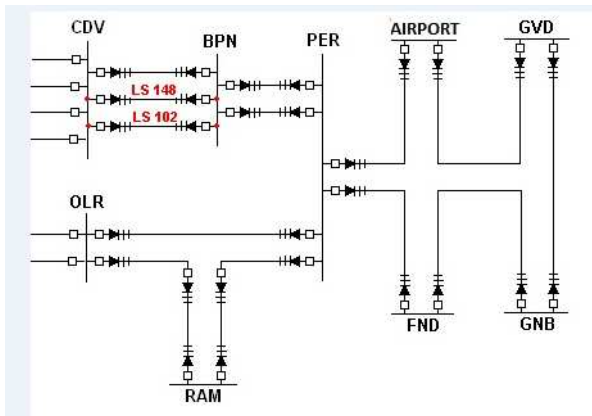 CDV
BPN
PER
AIRPORT
GVD
LS 148
LS 102
OLR
FND
GNB
RAM